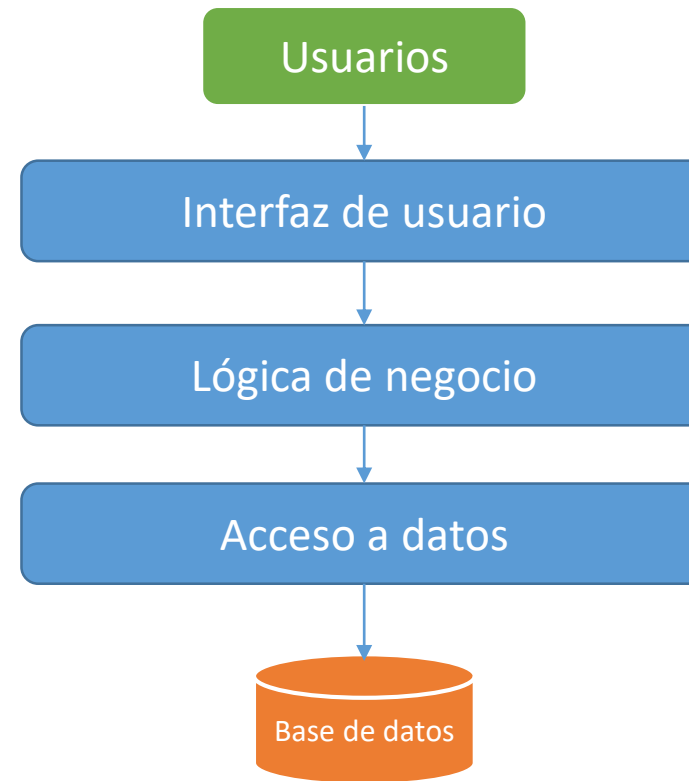 Usuarios
Interfaz de usuario
Lógica de negocio
Acceso a datos
Base de datos